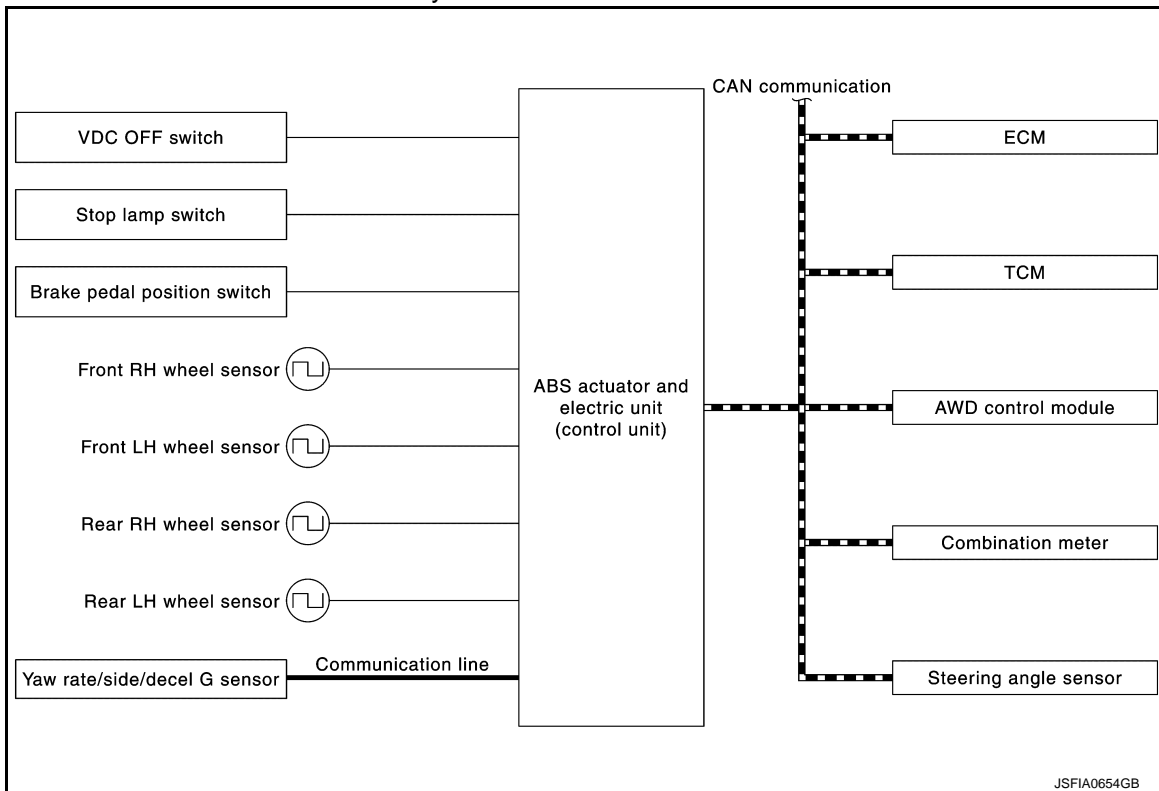 CAN communication
VDC OFF switch
ECM
Stop lamp switch
TCM
Brake pedal position switch
Front RH wheel sensor
ABS actuator and
electric unit
(control unit)
AWD control module
Front LH wheel sensor
Rear RH wheel sensor
Combination meter
Rear LH wheel sensor
Communication line
Yaw rate/side/decel G sensor
Steering angle sensor
JSFIA0654GB